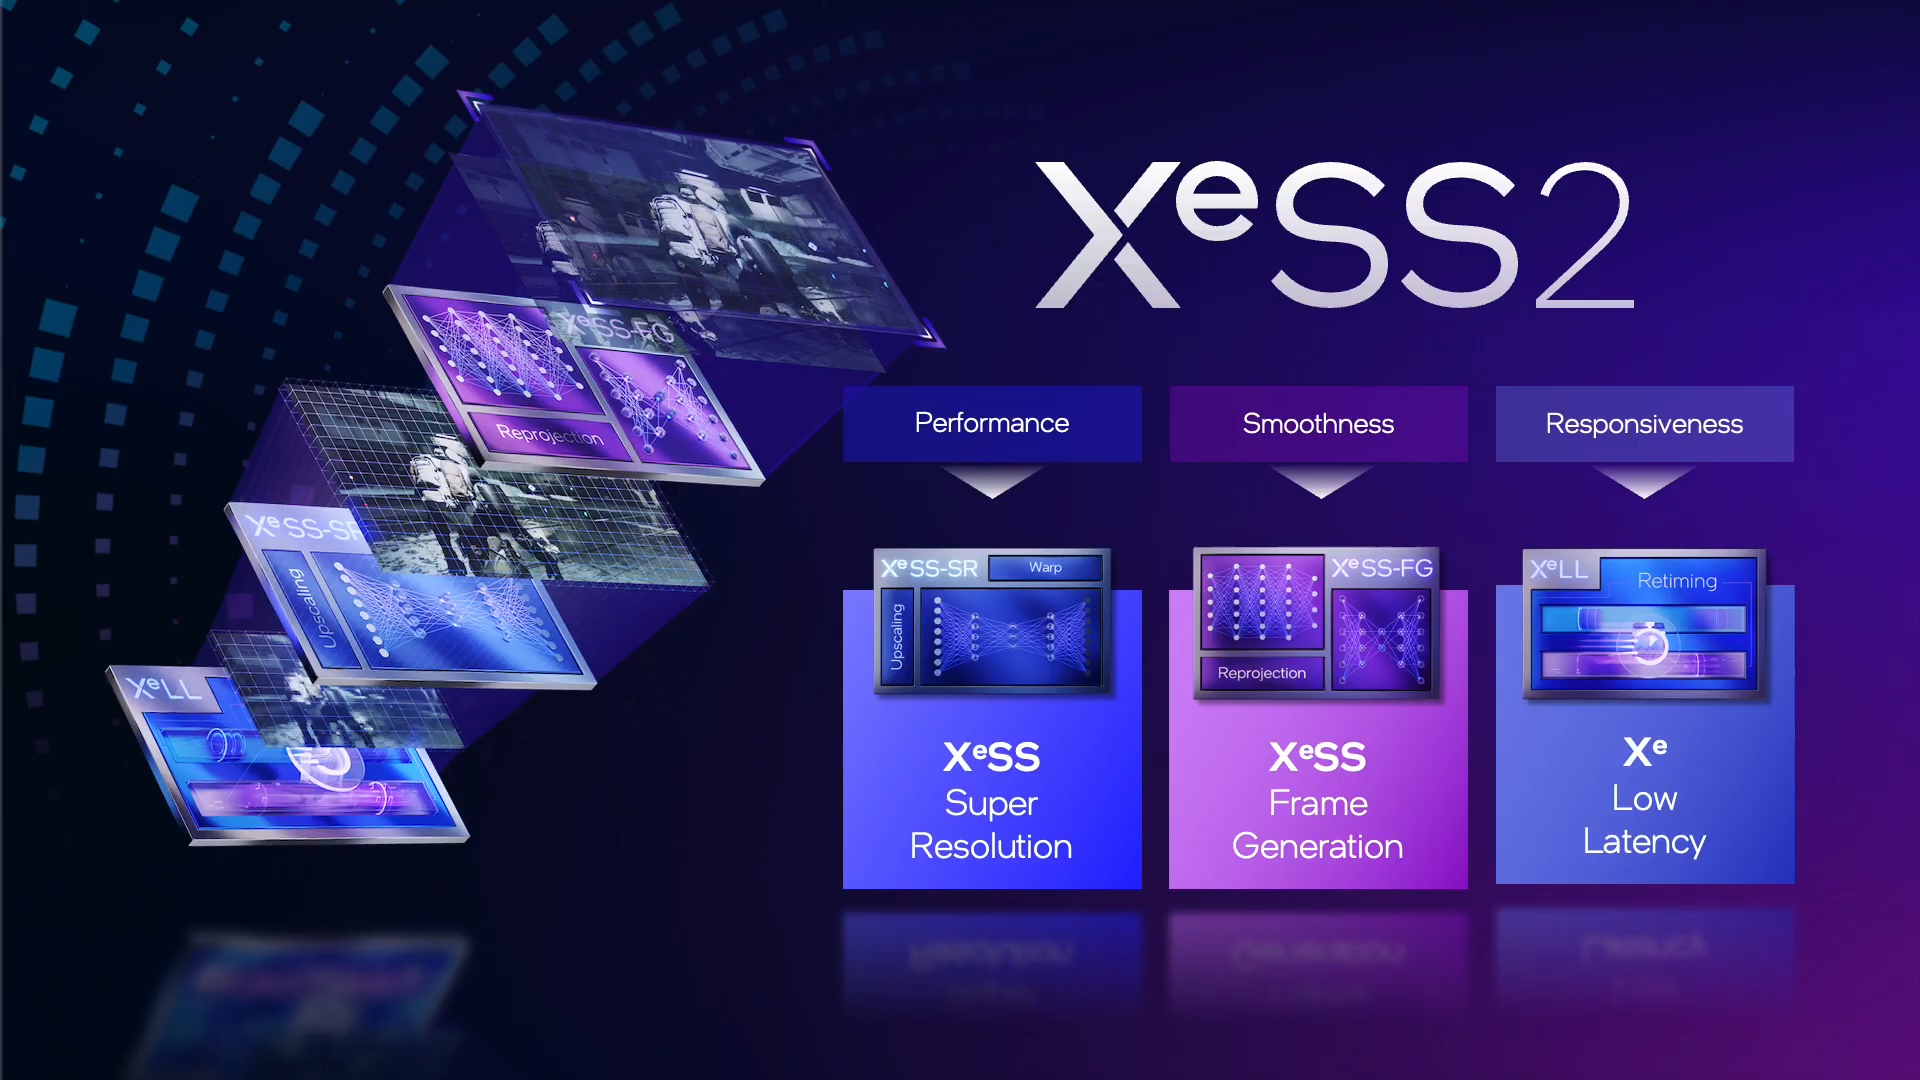 XeSS2
Performance
Smoothness
Responsiveness
XeSS-FG
Reprojection
XeSS-SR
Upscaling
XeLL
XeSS-SR
Warp
Upscaling
XeSS-FG
Reprojection
XeLL
Retiming
XeSS
Super
Resolution
XeSS
Frame
Generation
Xe
Low
Latency